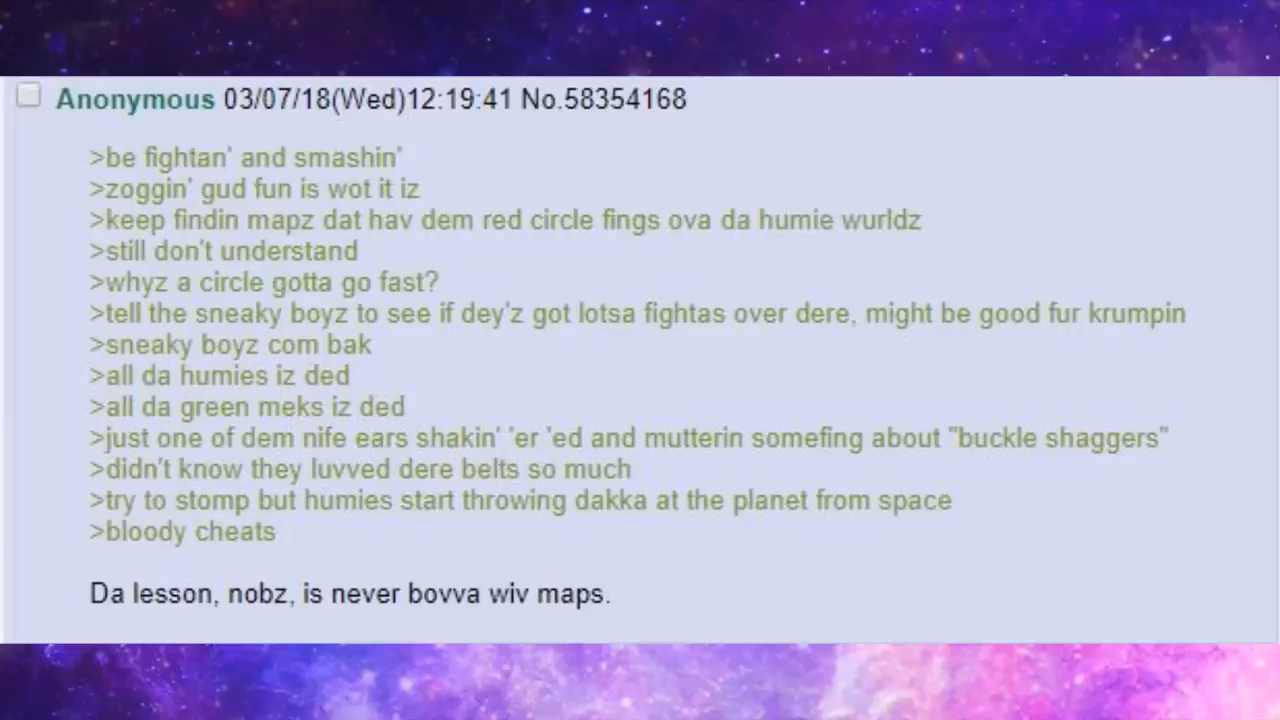 Anonymous 03/07/18(Wed)12:19:41 No.58354168
>be fightan' and smashin'
>zoggin' gud fun is wot it iz
>keep findin mapz dat hav dem red circle fings ova da humie wurldz
>still don't understand
>whyz a circle gotta go fast?
>tell the sneaky boyz to see if dey'z got lotsa fightas over dere, might be good fur krumpin
>sneaky boyz com bak
>all da humies iz ded
>all da green meks iz ded
>just one of dem nife ears shakin' 'er 'ed and mutterin somefing about "buckle shaggers"
>didn't know they luvved dere belts so much
>try to stomp but humies start throwing dakka at the planet from space
>bloody cheats
Da lesson, nobz, is never bovva wiv maps.